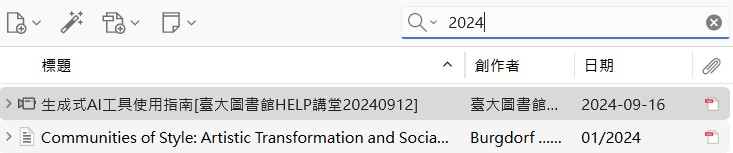 2024
標題 創作者 日期
生成式AI工具使用指南[臺大圖書館HELP講堂20240912] 臺大圖書館... 2024-09-16
Communities of Style: Artistic Transformation and Socia... Burgdorf ...... 01/2024